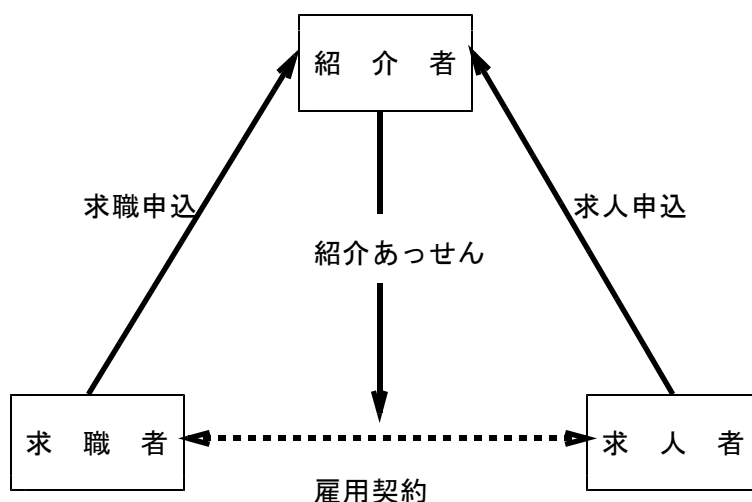 紹　介　者
求職申込
求人申込
紹介あっせん
求　職　者
求　人　者
雇用契約